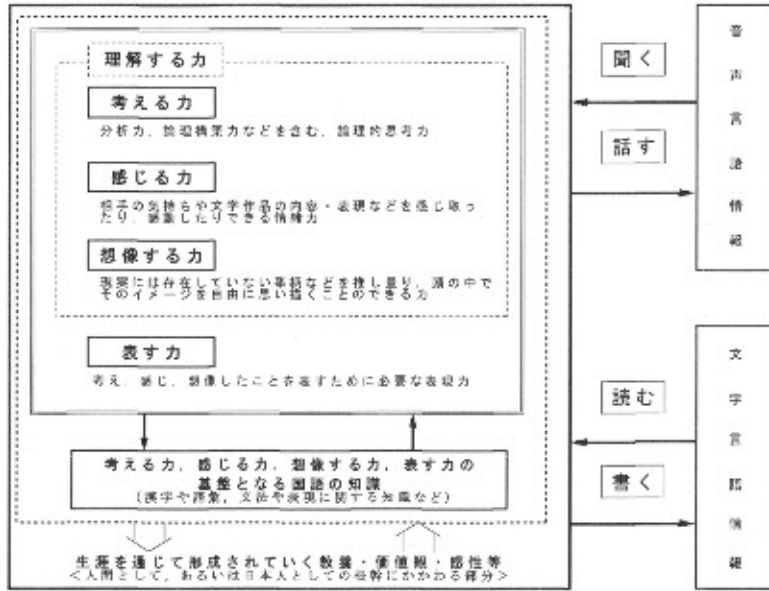 理解する力
考える力
分析力，論理構築力などを含む，論理的思考力
感じる力
相手の気持ちや文学作品の内容・表現などを感じ取っ
たり，感動したりできる情緒力
想像する力
現実には存在していない事柄などを推し量り，頭の中で
そのイメージを自由に思い描くことのできる力
表す力
考え，感じ，想像したことを表すために必要な表現力
考える力，感じる力，想像する力，表す力の
基盤となる国語の知識
（漢字や語彙，文法や表現に関する知識など）
生涯を通じて形成されていく教養・価値観・感性等
＜人間として，あるいは日本人としての根幹にかかわる部分＞
聞く
話す
音声言語情報
読む
書く
文字言語情報